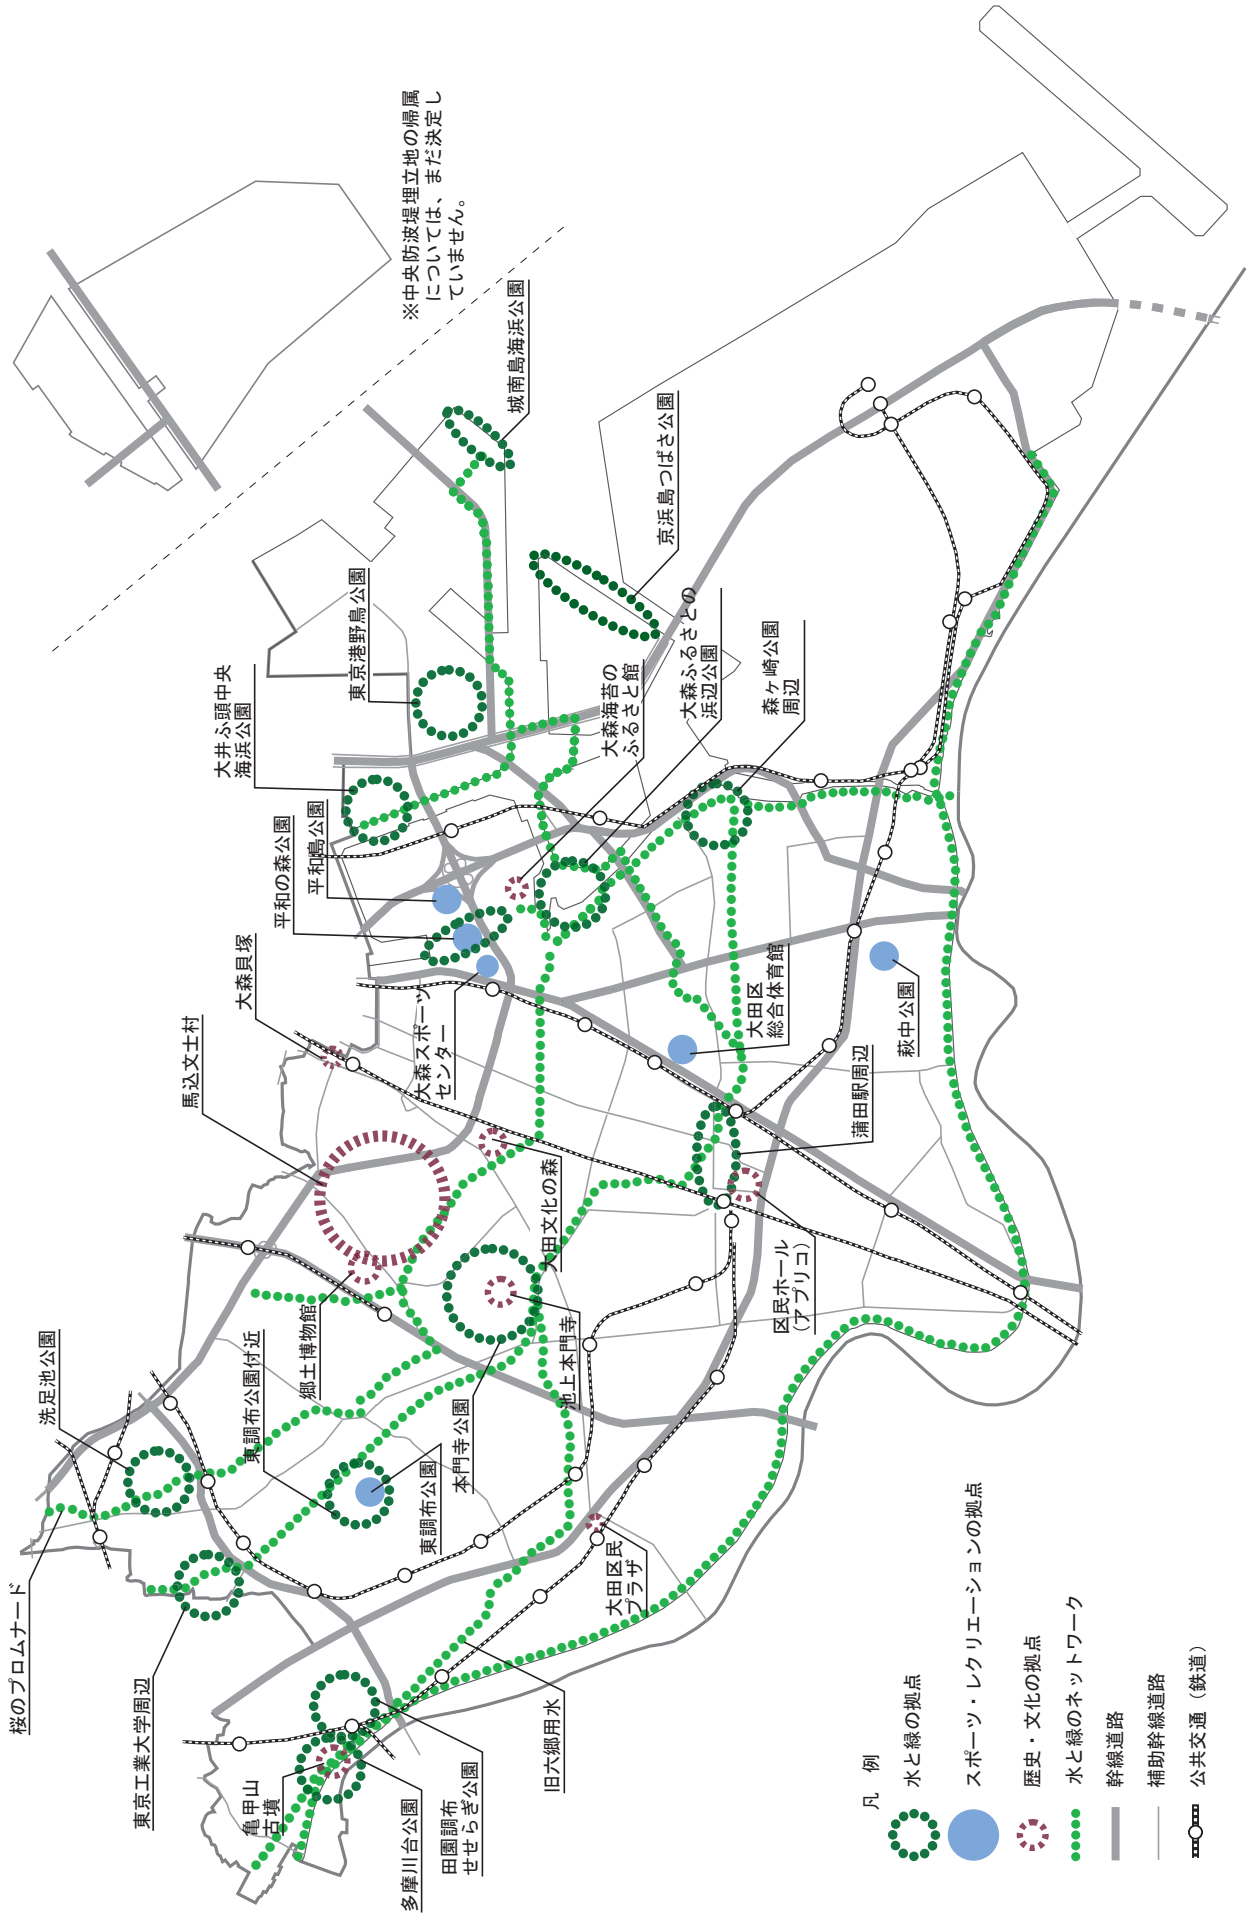 ※中央防波堤埋立地の帰属
については、まだ決定し
ていません。
城南島海浜公園
京浜島つばさ公園
東京港野鳥公園
大井ふ頭中央
海浜公園
大森海苔の
ふるさと館
大森ふるさとの
浜辺公園
森ヶ崎公園
周辺
平和島公園
平和の森公園
大森貝塚
大森スポーツ
センター
馬込文士村
大田区
総合体育館
萩中公園
蒲田駅周辺
大田文化の森
区民ホール
（アプリコ）
池上本門寺
本門寺公園
郷土博物館
東調布公園付近
東調布公園
洗足池公園
大田区民
プラザ
桜のプロムナード
東京工業大学周辺
旧六郷用水
亀甲山
古墳
多摩川台公園
田園調布
せせらぎ公園
凡　例
水と緑の拠点
スポーツ・レクリエーションの拠点
歴史・文化の拠点
水と緑のネットワーク
幹線道路
補助幹線道路
公共交通（鉄道）